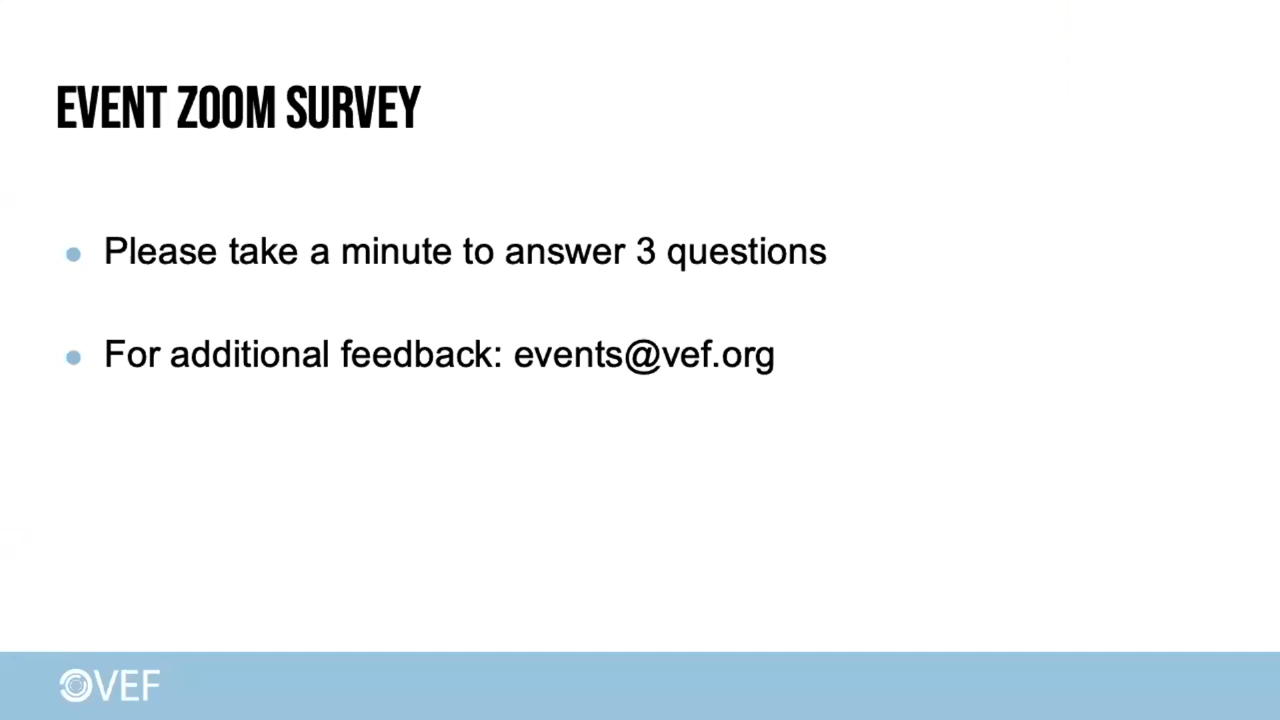 EVENT ZOOM SURVEY
Please take a minute to answer 3 questions
For additional feedback: events@vef.org
VEF